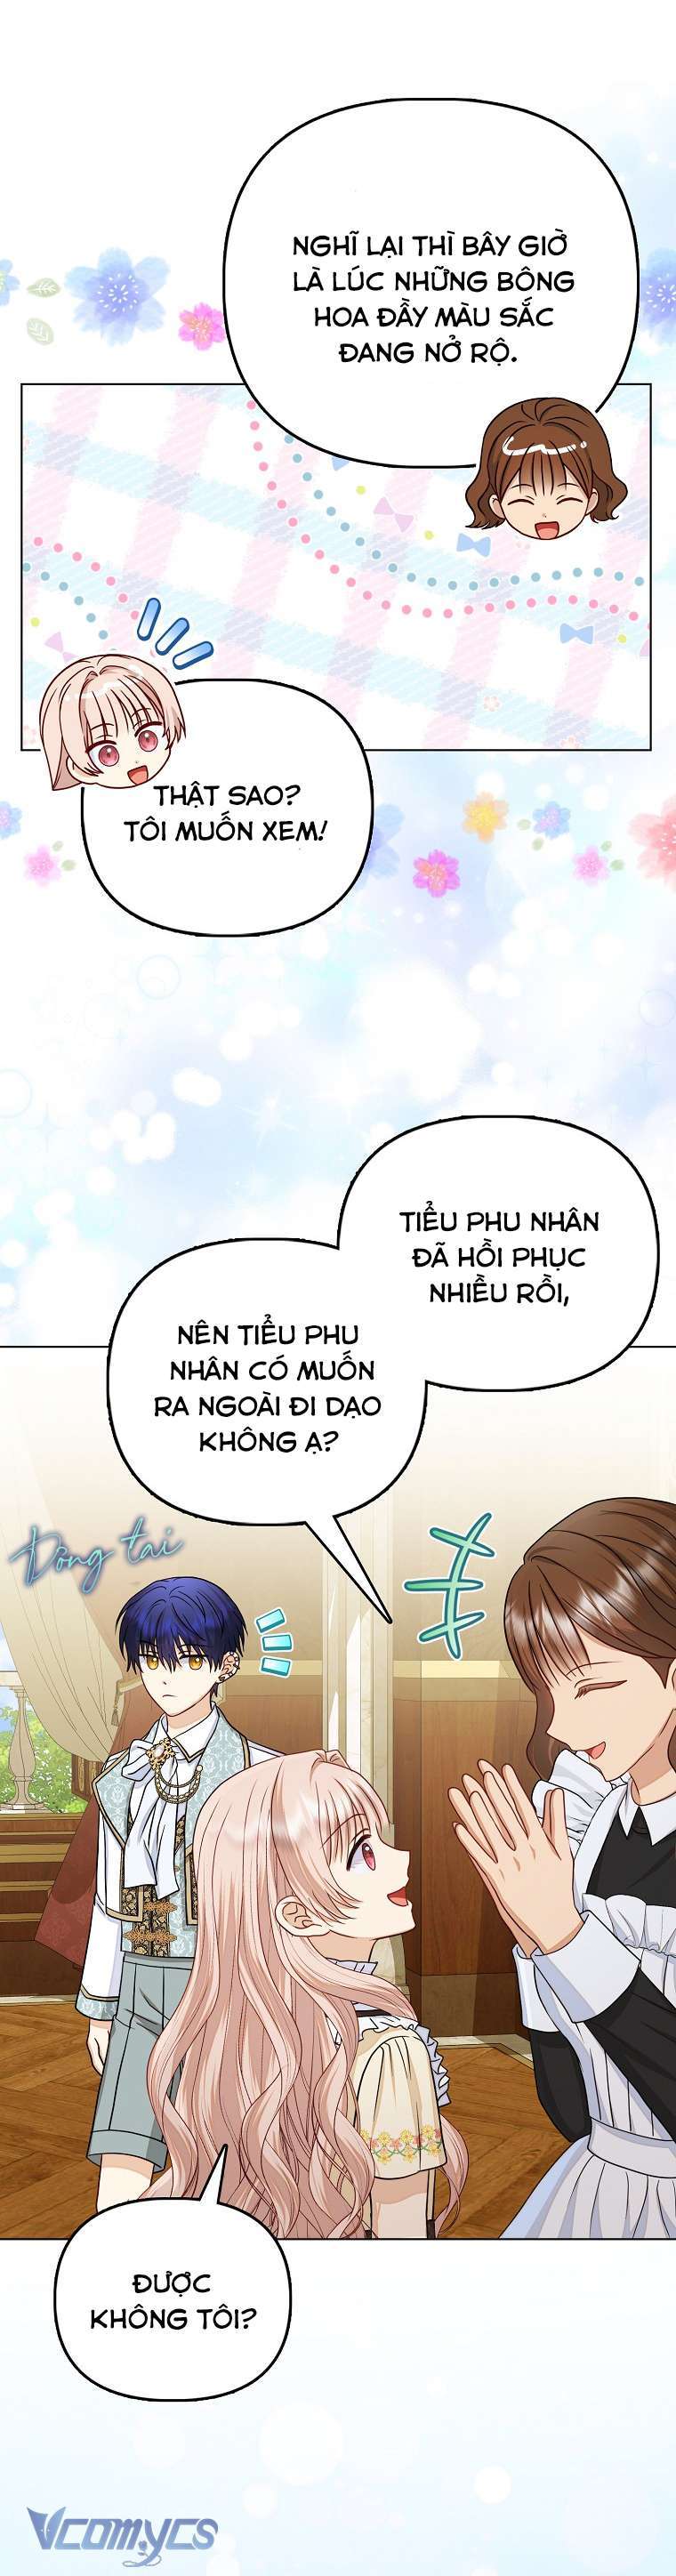 NGHĨ LẠI THÌ BÂY GIỜ
LÀ LÚC NHỮNG BÔNG
HOA ĐẦY MÀU SẮC
ĐANG NỞ RỘ.
THẬT SAO?
TÔI MUỐN XEM!
TIỂU PHU NHÂN
ĐÃ HỒI PHỤC
NHIỀU RỒI,
NÊN TIỂU PHU
NHÂN CÓ MUỐN
RA NGOÀI ĐI DẠO
KHÔNG Ạ?
Động tai
ĐƯỢC
KHÔNG TÔI?
VCOMYCS